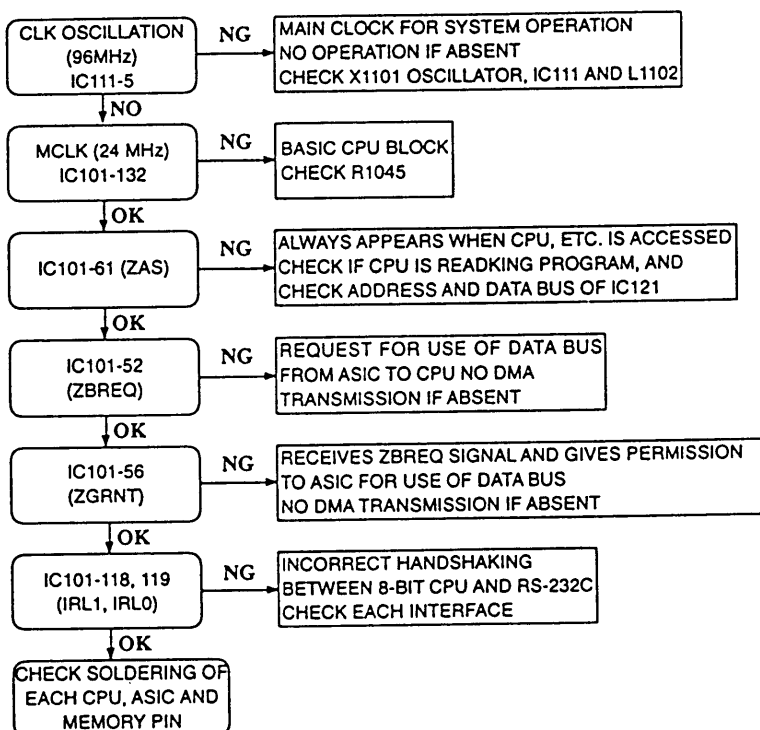 CLK OSCILLATION
(96MHz)
IC111-5
NG
MAIN CLOCK FOR SYSTEM OPERATION
NO OPERATION IF ABSENT
CHECK X1101 OSCILLATOR, IC111 AND L1102
NO
MCLK (24 MHz)
IC101-132
NG
BASIC CPU BLOCK
CHECK R1045
OK
IC101-61 (ZAS)
NG
ALWAYS APPEARS WHEN CPU, ETC. IS ACCESSED
CHECK IF CPU IS READKING PROGRAM, AND
CHECK ADDRESS AND DATA BUS OF IC121
OK
IC101-52
(ZBREQ)
NG
REQUEST FOR USE OF DATA BUS
FROM ASIC TO CPU NO DMA
TRANSMISSION IF ABSENT
OK
IC101-56
(ZGRNT)
NG
RECEIVES ZBREQ SIGNAL AND GIVES PERMISSION
TO ASIC FOR USE OF DATA BUS
NO DMA TRANSMISSION IF ABSENT
OK
IC101-118, 119
(IRL1, IRL0)
NG
INCORRECT HANDSHAKING
BETWEEN 8-BIT CPU AND RS-232C
CHECK EACH INTERFACE
OK
CHECK SOLDERING OF
EACH CPU, ASIC AND
MEMORY PIN